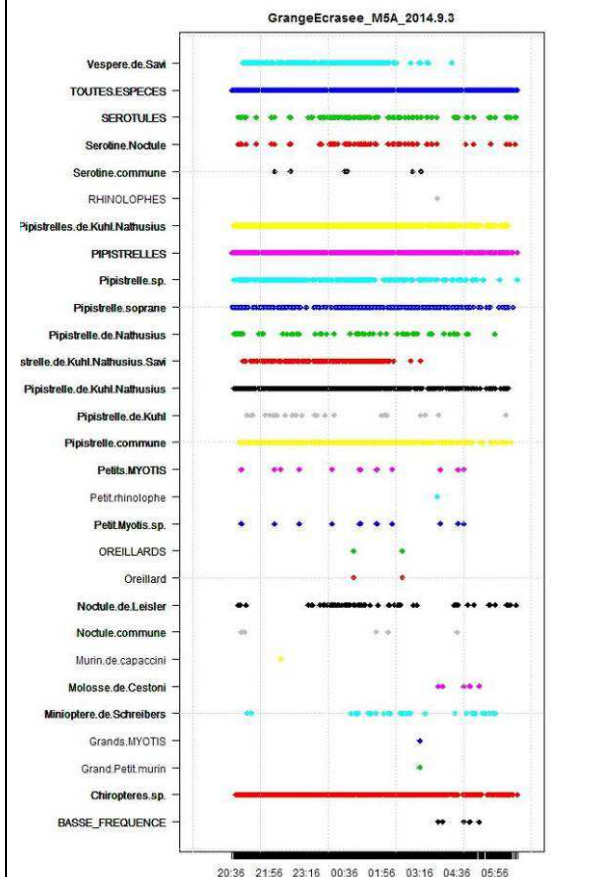 GrangeEcrasee_M5A_2014.9.3
Vespere.de.Savi
TOUTES.ESPECES
SEROTULES
Serotine.Noctule
Serotine.commune
RHINOLOPHES
Pipistrelles.de.Kuhl.Nathusius
PIPISTRELLES
Pipistrelle.sp.
Pipistrelle.soprane
Pipistrelle.de.Nathusius
strelle.de.Kuhl.Nathusius.Savi
Pipistrelle.de.Kuhl.Nathusius
Pipistrelle.de.Kuhl
Pipistrelle.commune
Petits.MYOTIS
Petit.rhinolophe
Petit.Myotis.sp.
OREILLARDS
Oreillard
Noctule.de.Leisler
Noctule.commune
Murin.de.capaccini
Molosse.de.Cestoni
Minioptere.de.Schreibers
Grands.MYOTIS
Grand.Petit.murin
Chiropteres.sp.
BASSE_FREQUENCE
20:36 21:56 23:16 00:36 01:56 03:16 04:36 05:56